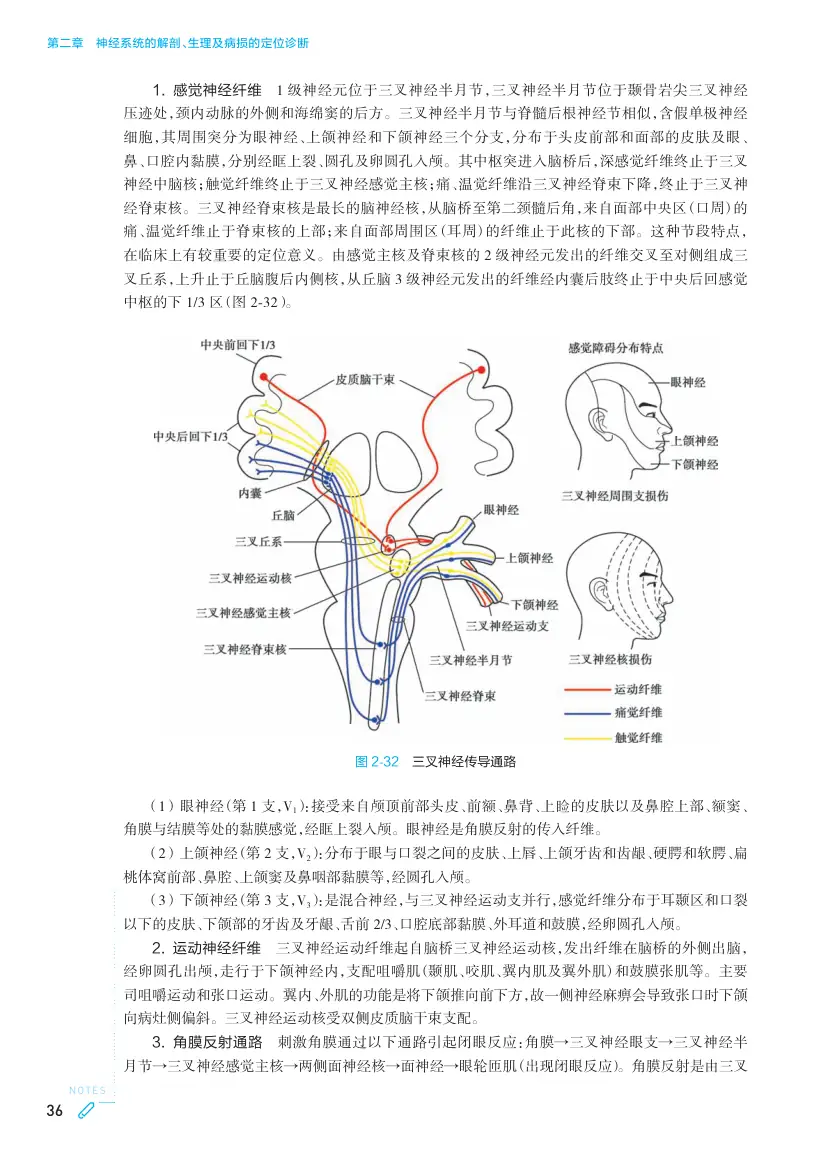 第二章　神经系统的解剖、生理及病损的定位诊断
1. 感觉神经纤维　1 级神经元位于三叉神经半月节,三叉神经半月节位于颞骨岩尖三叉神经
压迹处,颈内动脉的外侧和海绵窦的后方。三叉神经半月节与脊髓后根神经节相似,含假单极神经
细胞,其周围突分为眼神经、上颌神经和下颌神经三个分支,分布于头皮前部和面部的皮肤及眼、
鼻、口腔内黏膜,分别经眶上裂、圆孔及卵圆孔入颅。其中枢突进入脑桥后,深感觉纤维终止于三叉
神经中脑核;触觉纤维终止于三叉神经感觉主核;痛、温觉纤维沿三叉神经脊束下降,终止于三叉神
经脊束核。三叉神经脊束核是最长的脑神经核,从脑桥至第二颈髓后角,来自面部中央区(口周)的
痛、温觉纤维止于脊束核的上部;来自面部周围区(耳周)的纤维止于此核的下部。这种节段特点,
在临床上有较重要的定位意义。由感觉主核及脊束核的 2 级神经元发出的纤维交叉至对侧组成三
叉丘系,上升止于丘脑腹后内侧核,从丘脑 3 级神经元发出的纤维经内囊后肢终止于中央后回感觉
中枢的下 1/3 区(图 2-32)。
中央前回下1/3
感觉障碍分布特点
皮质脑干束
眼神经
中央后回下1/3
上颌神经
下颌神经
内囊
三叉神经周围支损伤
丘脑
眼神经
三叉丘系
上颌神经
三叉神经运动核
下颌神经
三叉神经感觉主核
三叉神经运动支
三叉神经脊束核
三叉神经半月节
三叉神经核损伤
三叉神经脊束
运动纤维
痛觉纤维
触觉纤维
图 2-32　三叉神经传导通路
(1)眼神经(第 1 支,V₁):接受来自颅顶前部头皮、前额、鼻背、上睑的皮肤以及鼻腔上部、额窦、
角膜与结膜等处的黏膜感觉,经眶上裂入颅。眼神经是角膜反射的传入纤维。
(2)上颌神经(第 2 支,V₂):分布于眼与口裂之间的皮肤、上唇、上颌牙齿和齿龈、硬腭和软腭、扁
桃体窝前部、鼻腔、上颌窦及鼻咽部黏膜等,经圆孔入颅。
(3)下颌神经(第 3 支,V₃):是混合神经,与三叉神经运动支并行,感觉纤维分布于耳颞区和口裂
以下的皮肤、下颌部的牙齿及牙龈、舌前 2/3、口腔底部黏膜、外耳道和鼓膜,经卵圆孔入颅。
2. 运动神经纤维　三叉神经运动纤维起自脑桥三叉神经运动核,发出纤维在脑桥的外侧出脑,
经卵圆孔出颅,走行于下颌神经内,支配咀嚼肌(颞肌、咬肌、翼内肌及翼外肌)和鼓膜张肌等。主要
司咀嚼运动和张口运动。翼内、外肌的功能是将下颌推向前下方,故一侧神经麻痹会导致张口时下颌
向病灶侧偏斜。三叉神经运动核受双侧皮质脑干束支配。
3. 角膜反射通路　刺激角膜通过以下通路引起闭眼反应:角膜→三叉神经眼支→三叉神经半
月节→三叉神经感觉主核→两侧面神经核→面神经→眼轮匝肌(出现闭眼反应)。角膜反射是由三叉
NOTES
36